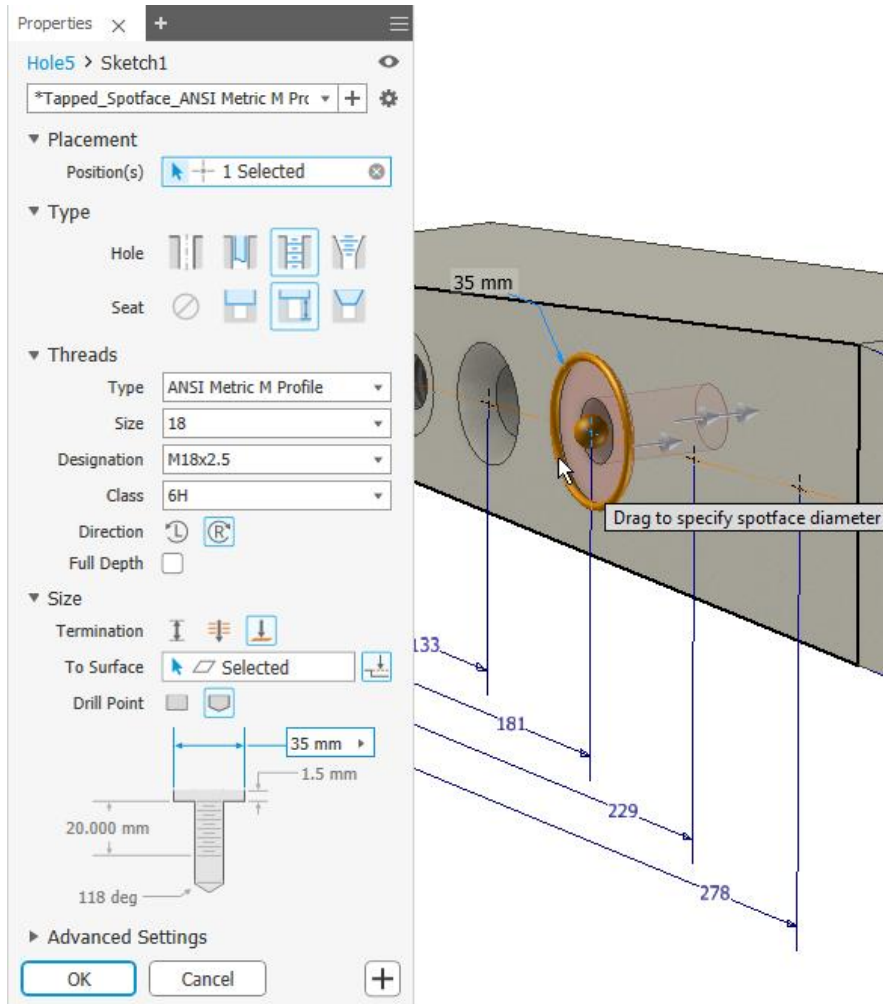 Properties
Hole5 > Sketch1
*Tapped_Spotface_ANSI Metric M Prc
Placement
Position(s) 1 Selected
Type
Hole
Seat
Threads
Type ANSI Metric M Profile
Size 18
Designation M18x2.5
Class 6H
Direction L R
Full Depth
Size
Termination
To Surface Selected
Drill Point
35 mm
1.5 mm
20.000 mm
118 deg
Advanced Settings
OK Cancel
35 mm
Drag to specify spotface diameter
133
181
229
278